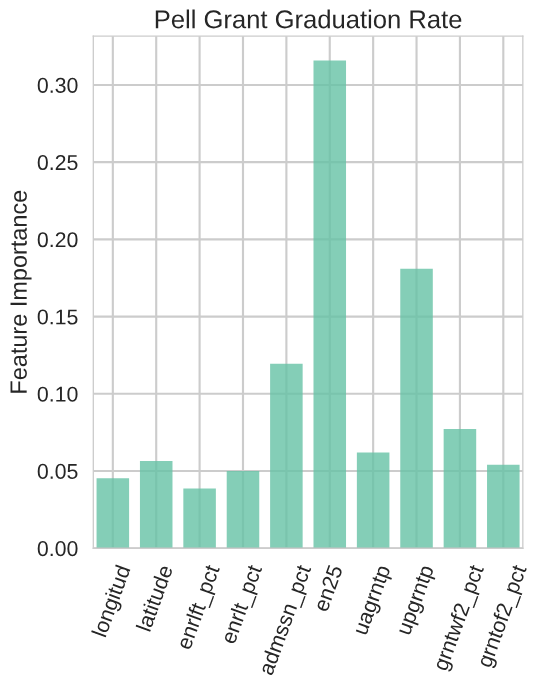 Pell Grant Graduation Rate
Feature Importance
0.30
0.25
0.20
0.15
0.10
0.05
0.00
longitud
latitude
enrlft_pct
enrlt_pct
admssn_pct
en25
uagrntp
upgrntp
grntwf2_pct
grntof2_pct